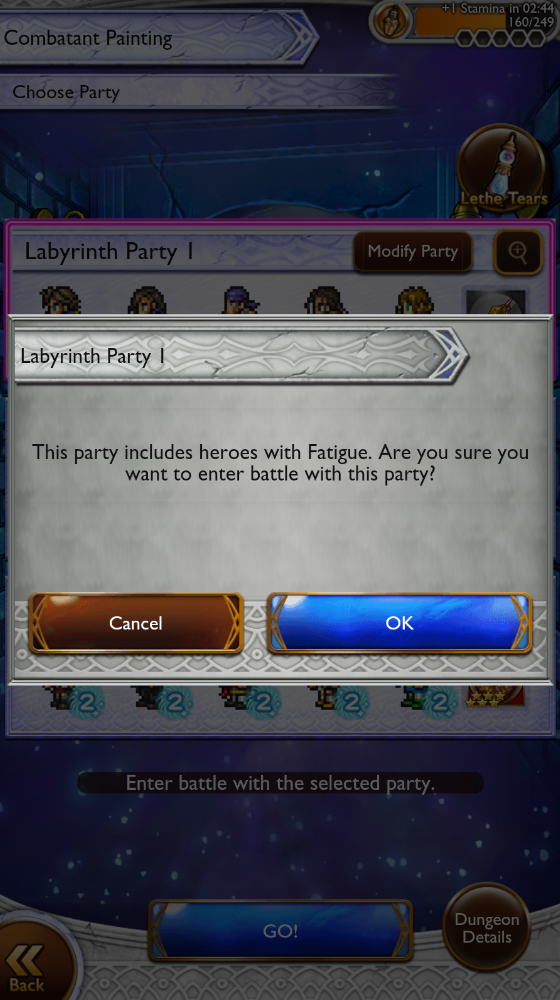 Combatant Painting
+1 Stamina in 02:44
160/249
Choose Party
Lethe Tears
Labyrinth Party 1
Modify Party
Labyrinth Party 1
This party includes heroes with Fatigue. Are you sure you
want to enter battle with this party?
Cancel
OK
2 2 2 2 2
Enter battle with the selected party.
GO!
Dungeon
Details
Back